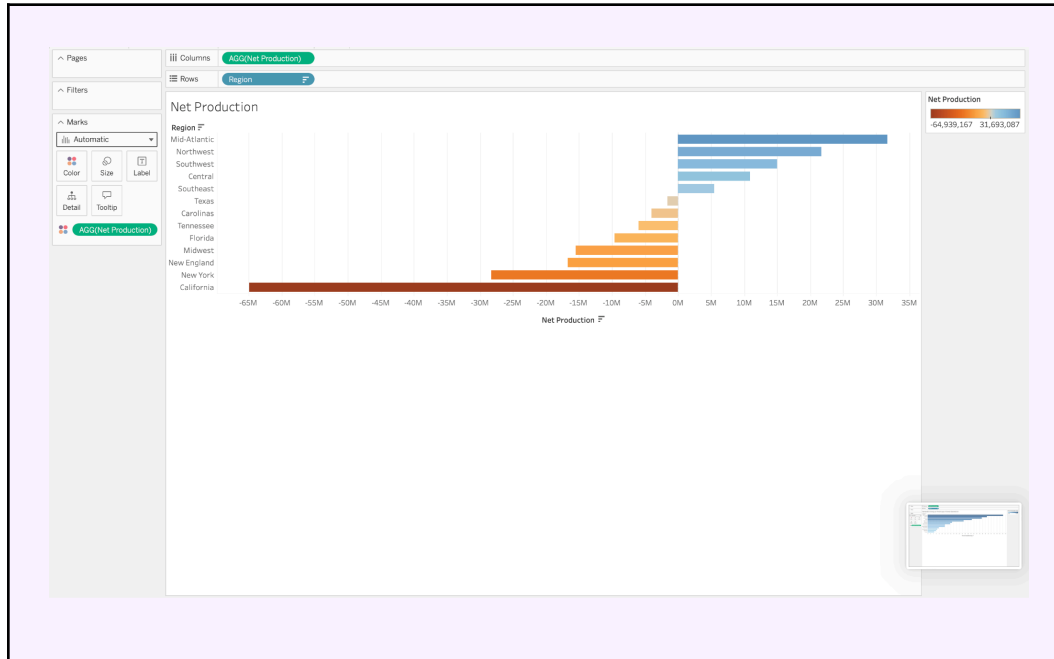 Pages
Columns AGG(Net Production)
Rows Region
Filters
Marks
Automatic
Color Size Label
Detail Tooltip
AGG(Net Production)
Net Production
Region
Mid-Atlantic
Northwest
Southwest
Central
Southeast
Texas
Carolinas
Tennessee
Florida
Midwest
New England
New York
California
-65M -60M -55M -50M -45M -40M -35M -30M -25M -20M -15M -10M -5M 0M 5M 10M 15M 20M 25M 30M 35M
Net Production
Net Production
-64,939,167 31,693,087